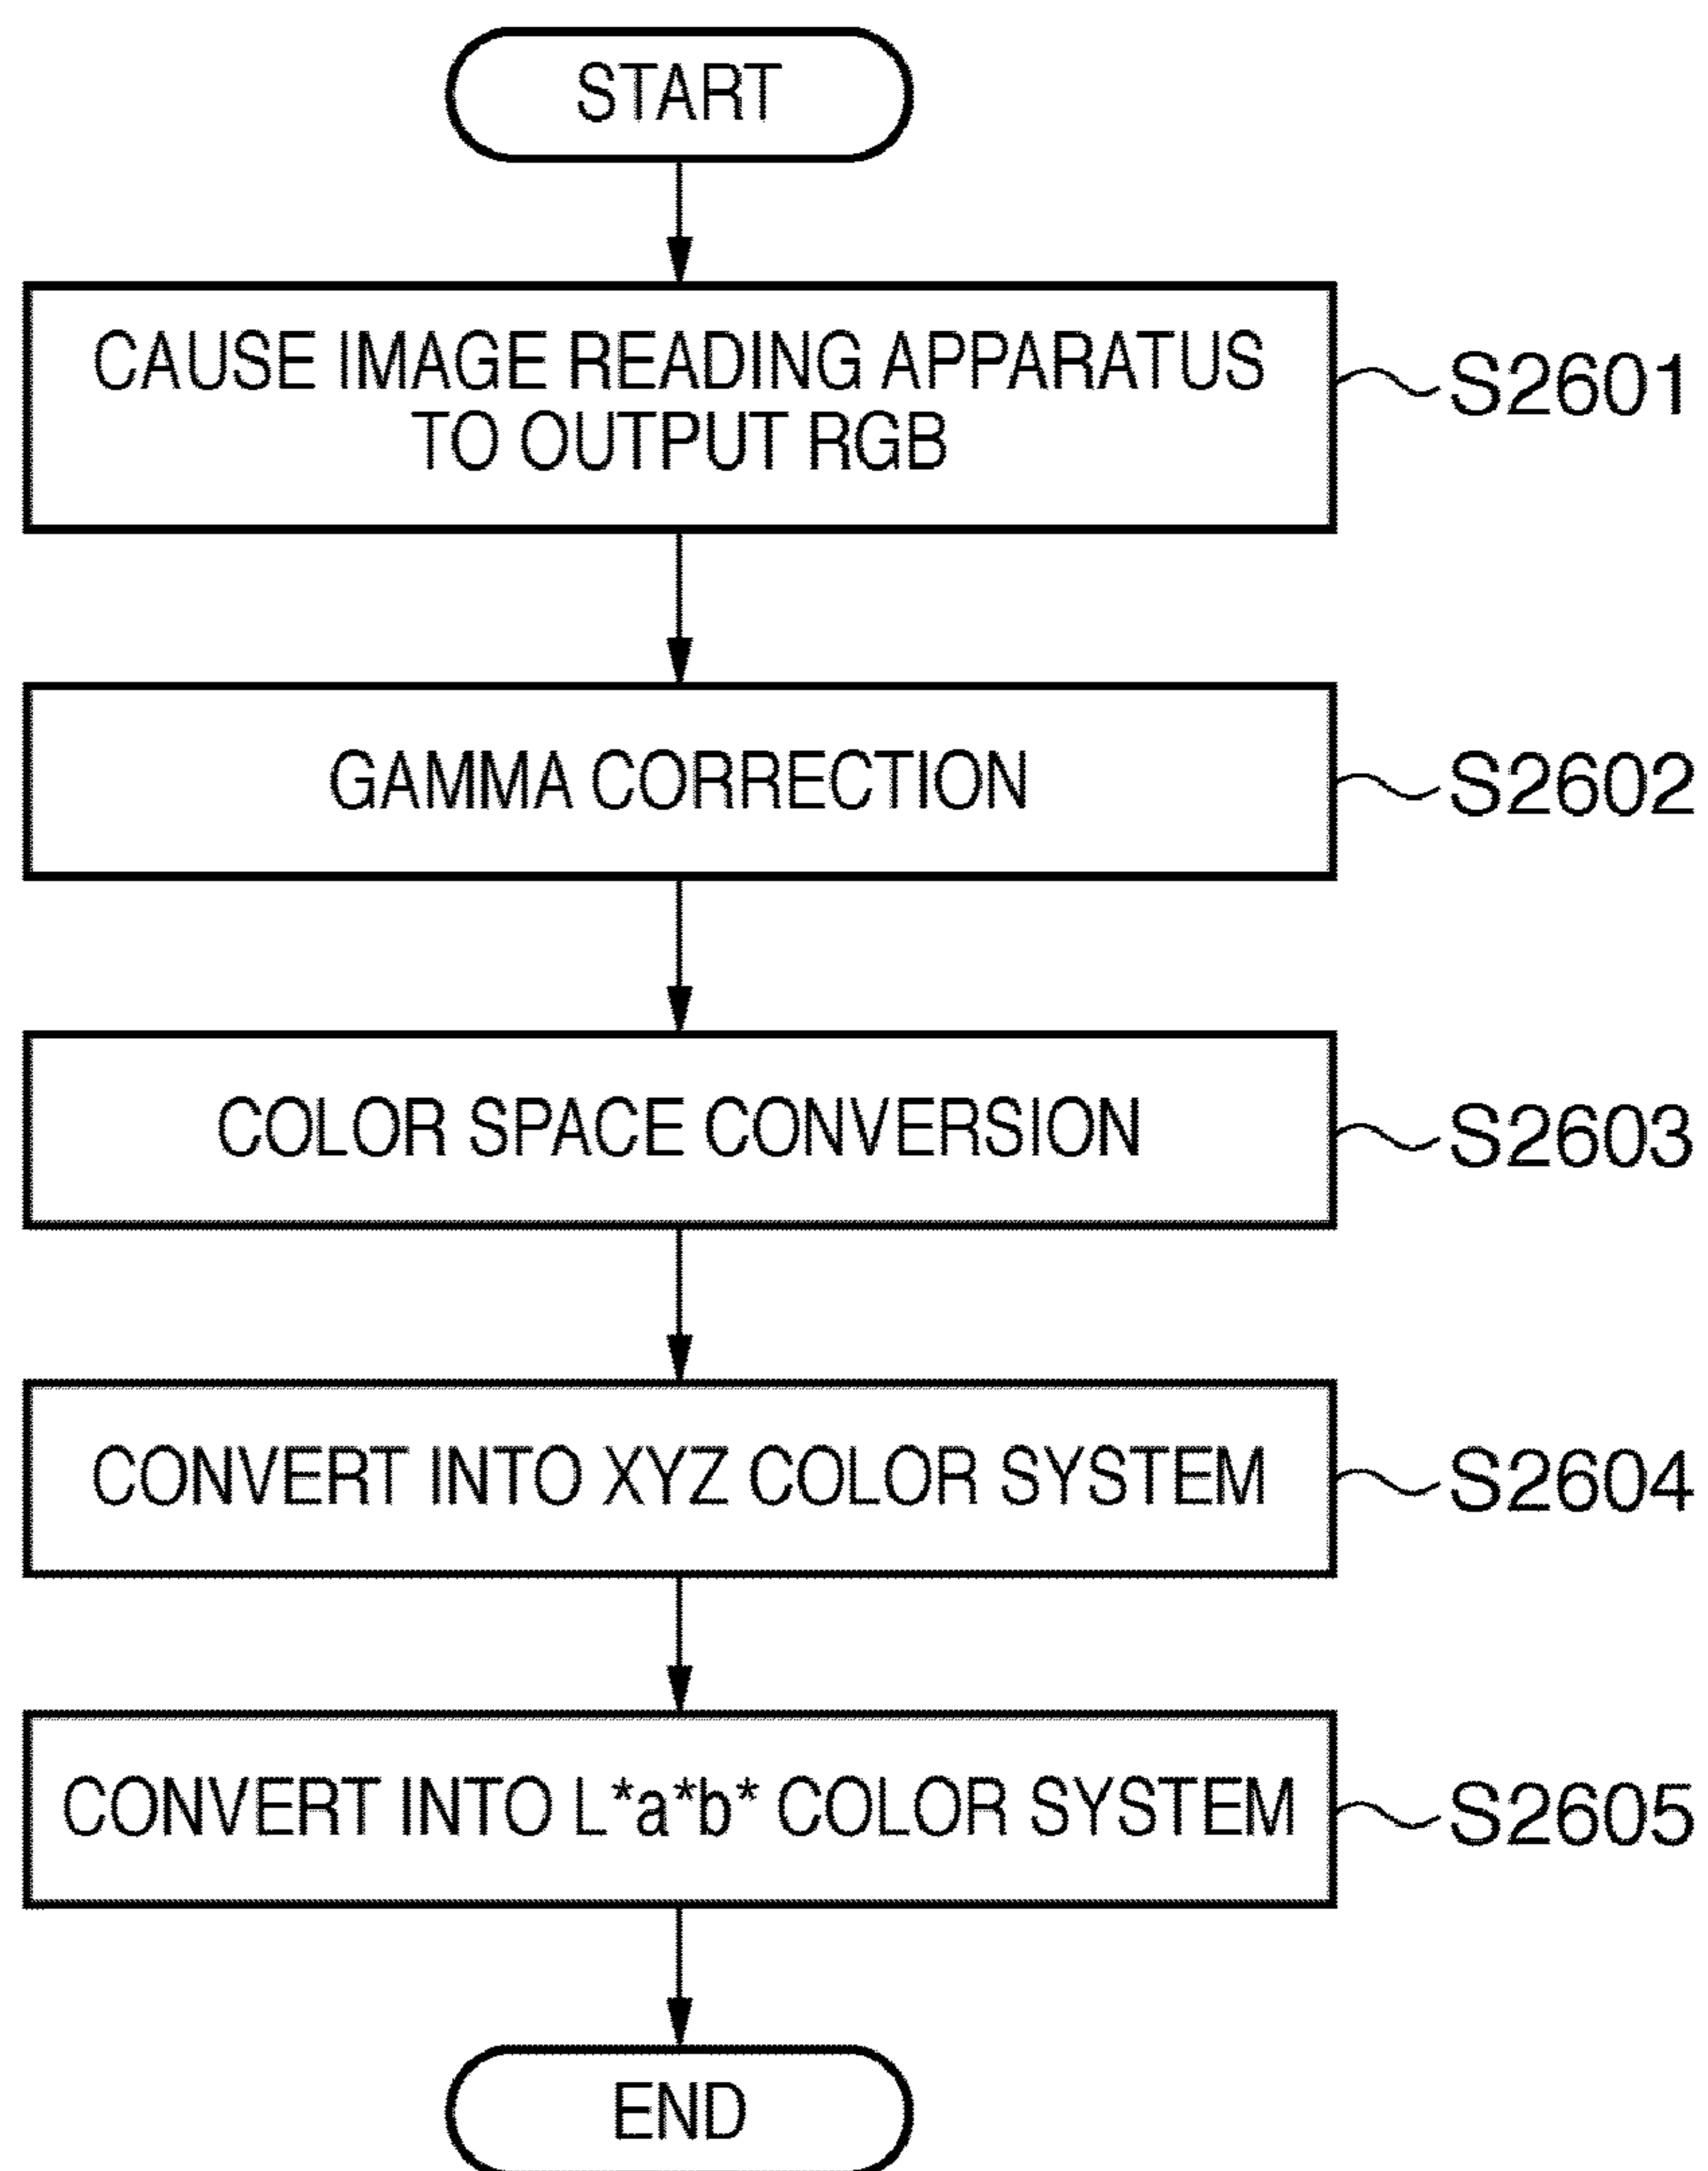 START
CAUSE IMAGE READING APPARATUS
TO OUTPUT RGB
S2601
GAMMA CORRECTION
S2602
COLOR SPACE CONVERSION
S2603
CONVERT INTO XYZ COLOR SYSTEM
S2604
CONVERT INTO L*a*b* COLOR SYSTEM
S2605
END